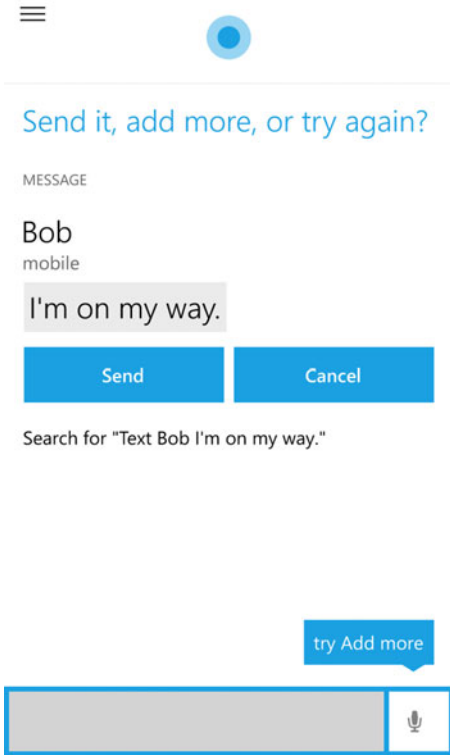 Send it, add more, or try again?
MESSAGE
Bob
mobile
I'm on my way.
Send
Cancel
Search for "Text Bob I'm on my way."
try Add more